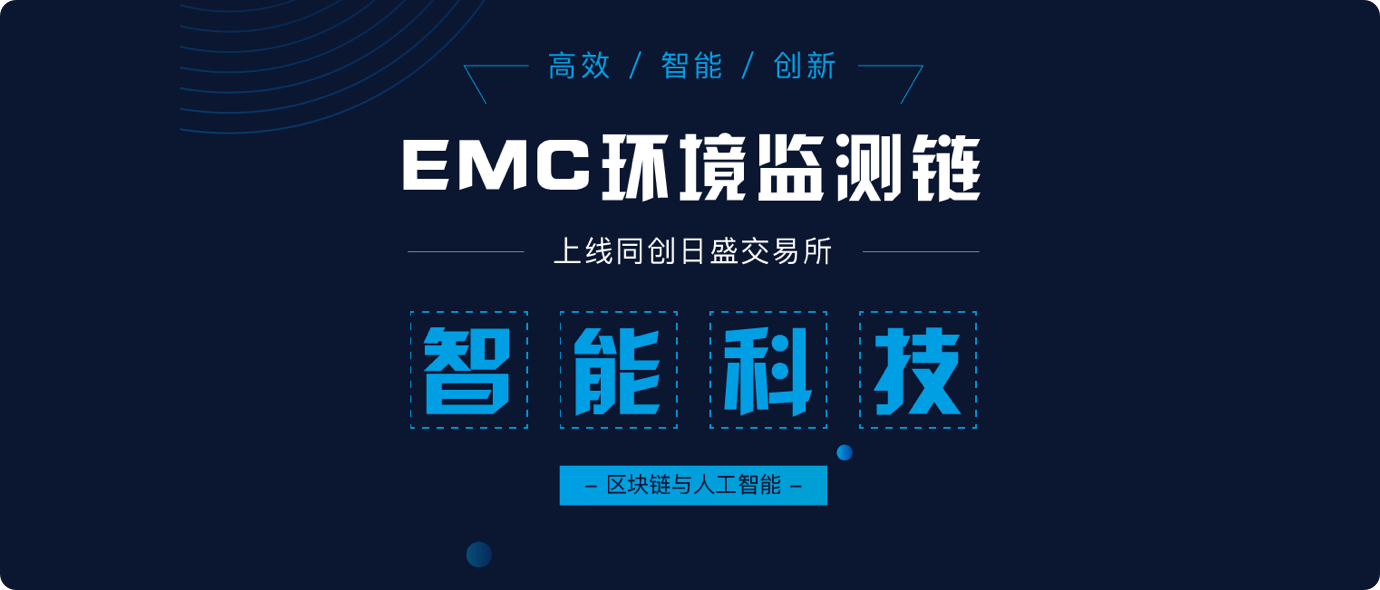 高效 / 智能 / 创新
EMC环境监测链
上线同创日盛交易所
智能科技
– 区块链与人工智能 –